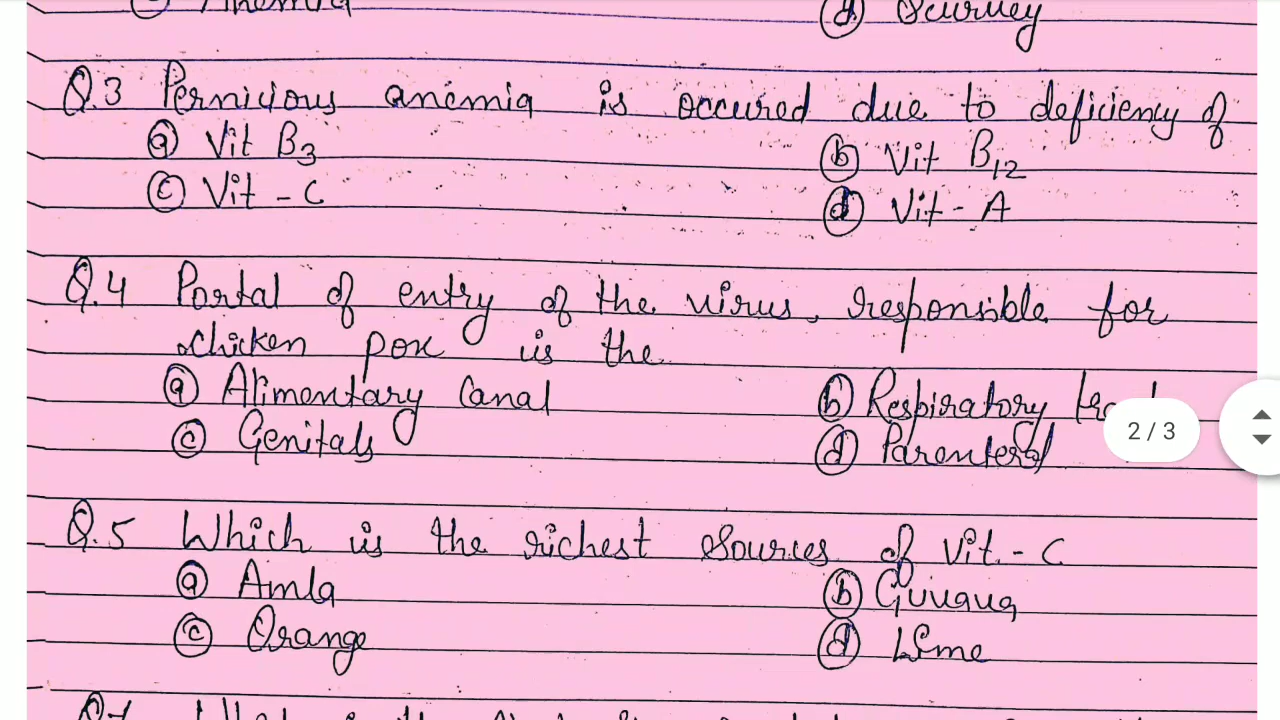 (c) Anemia (d) Scurvey
Q.3 Pernicious anemia is occured due to deficiency of
(a) Vit B3 (b) Vit B12
(c) Vit - C (d) Vit - A
Q.4 Portal of entry of the virus, responsible for
chicken pox is the
(a) Alimentary Canal (b) Respiratory
(c) Genitals (d) Parenteral
2 / 3
Q.5 Which is the richest sources of Vit. - C
(a) Amla (b) Guvava
(c) Orange (d) Lime